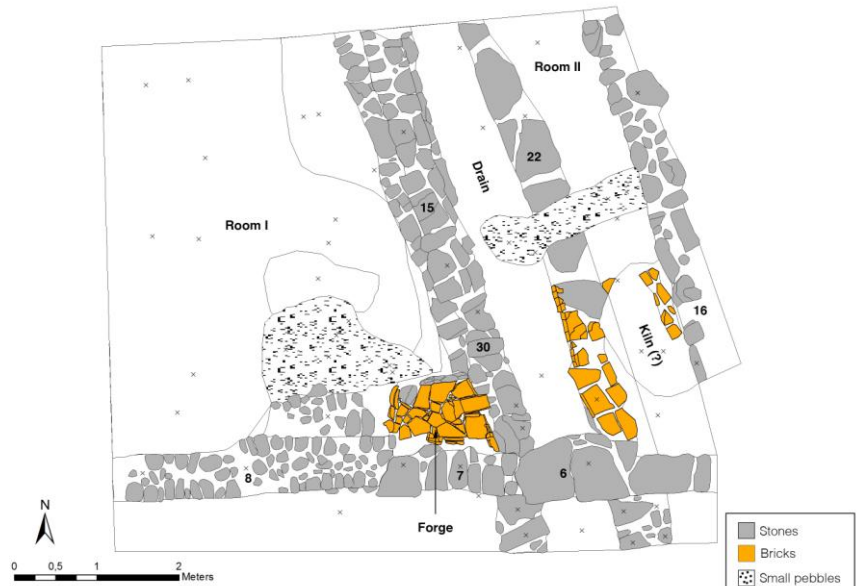 Room II
22
Drain
15
Room I
16
Kiln (?)
30
8
7
6
Forge
N
0 0,5 1 2
Meters
Stones
Bricks
Small pebbles